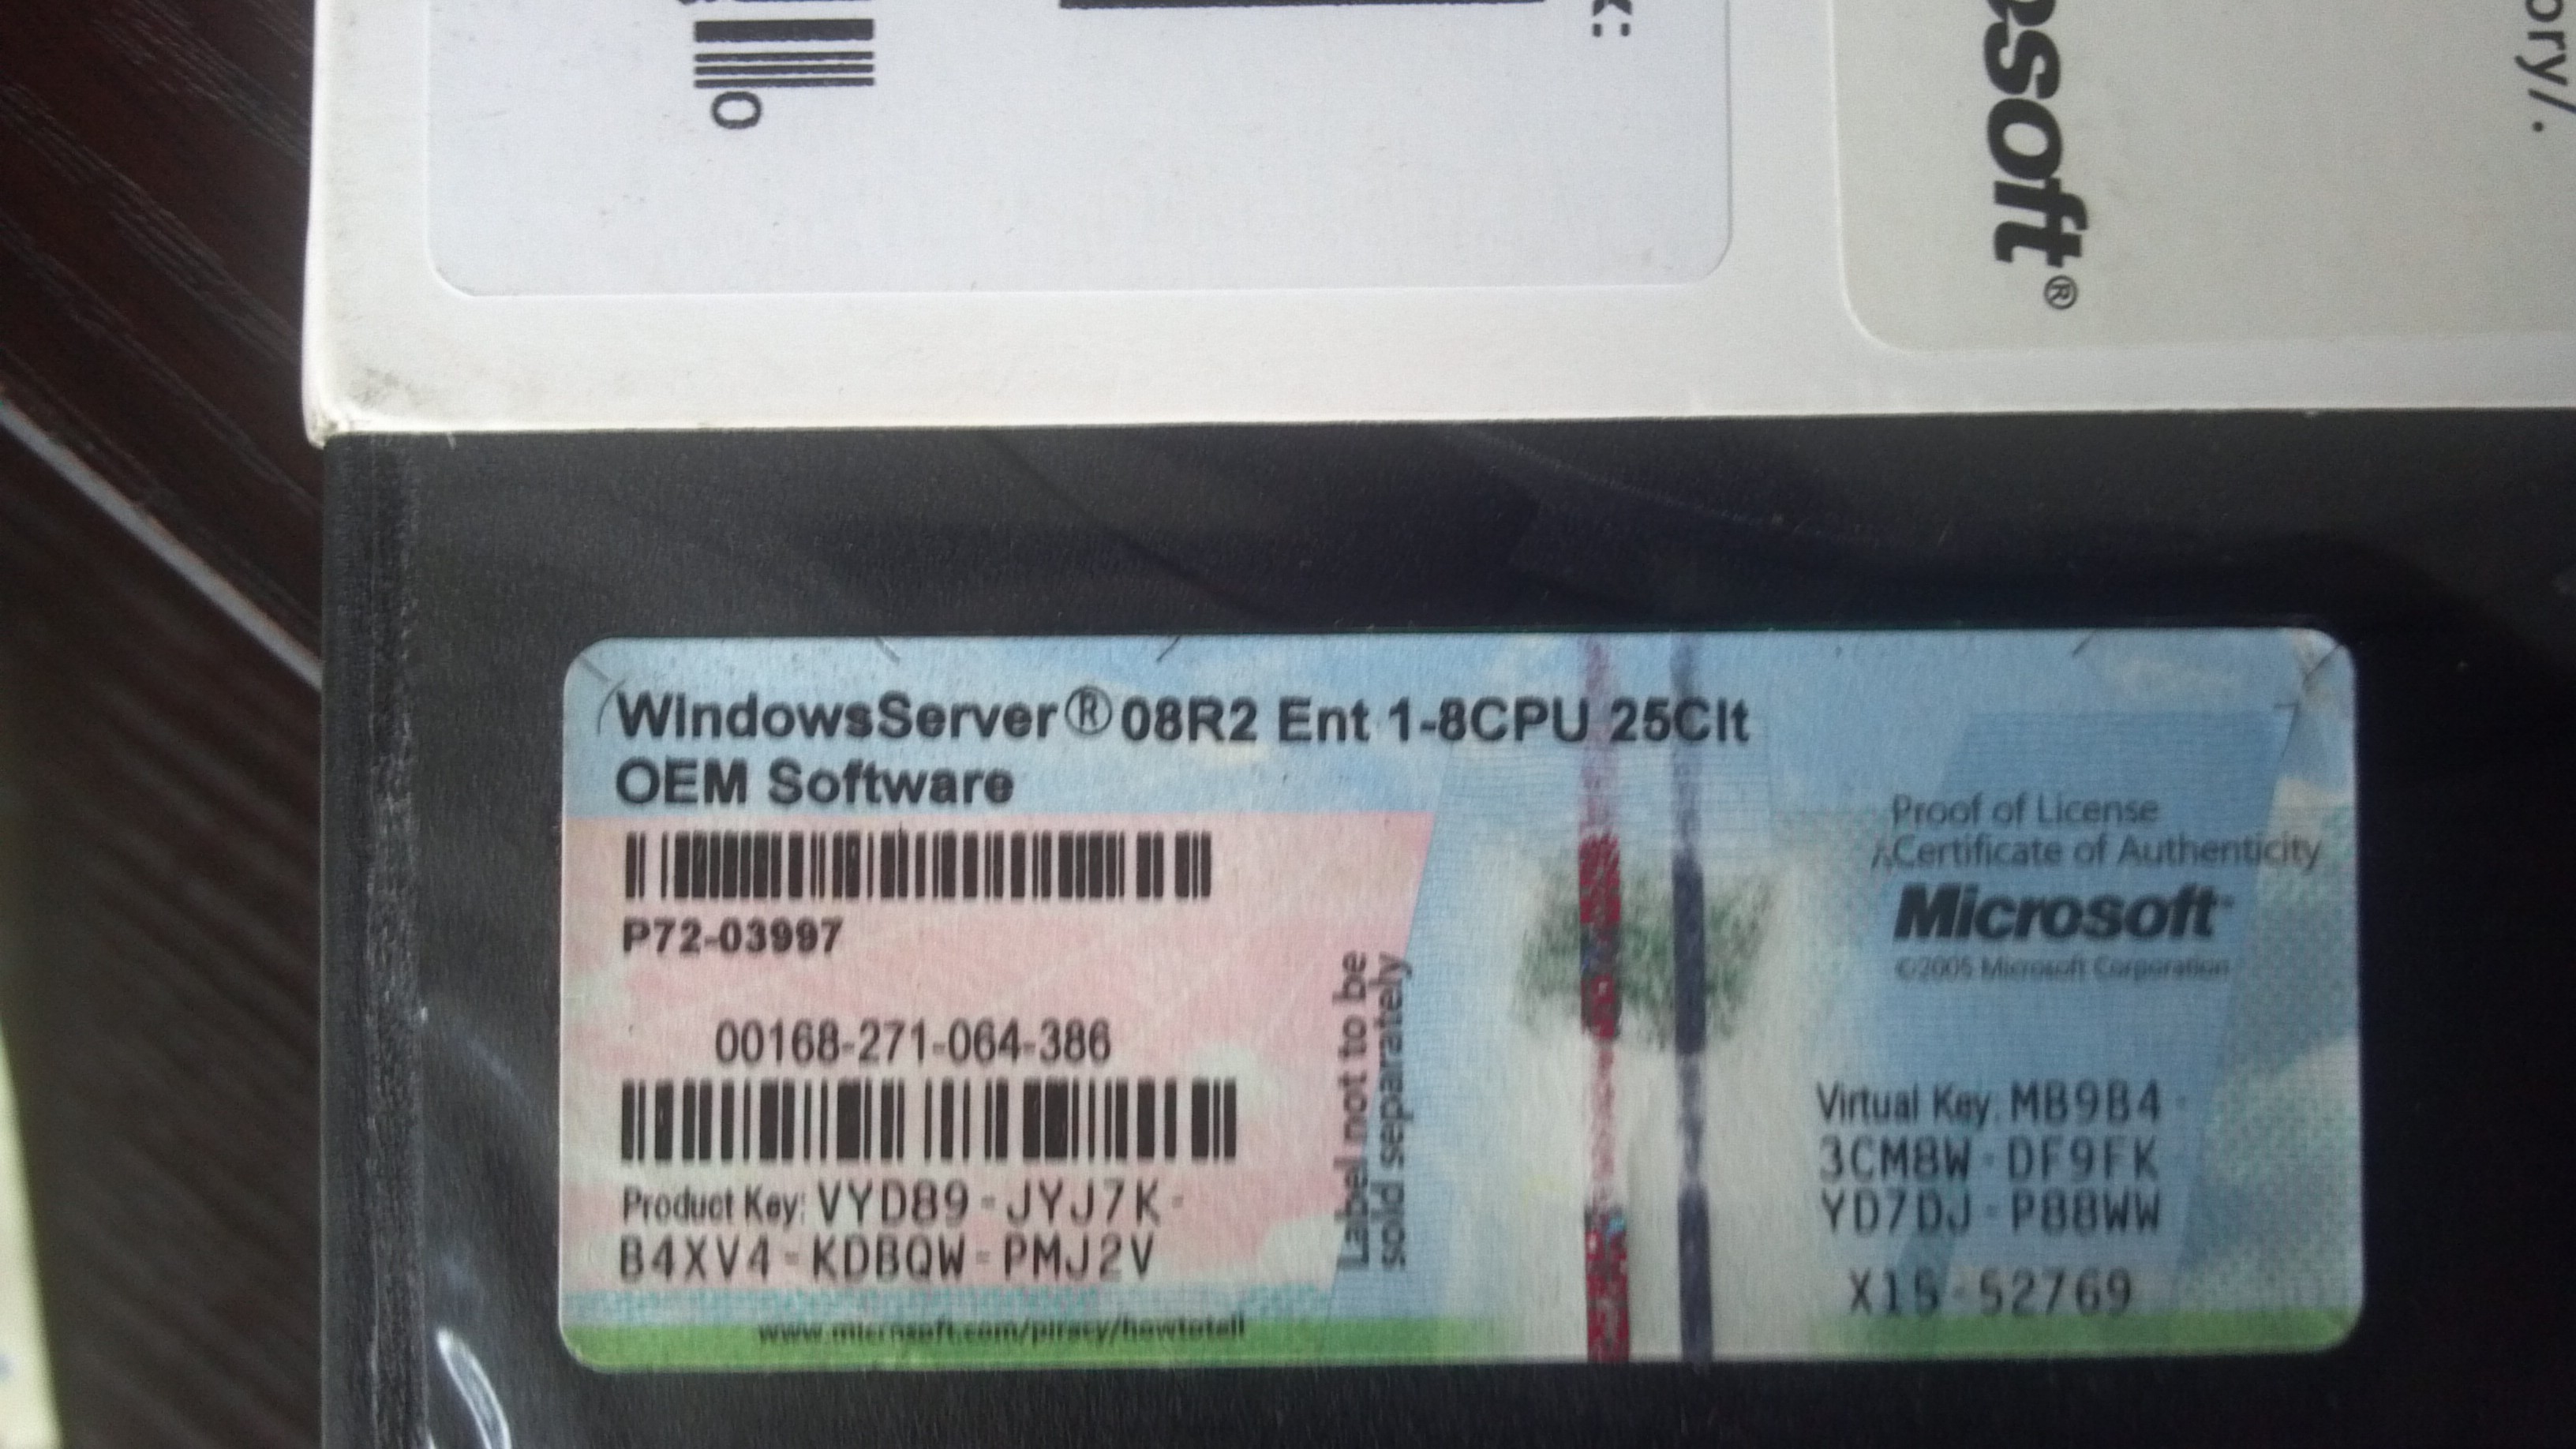 O
k:
esoft®
ory/.
WindowsServer® 08R2 Ent 1-8CPU 25Clt
OEM Software
P72-03997
00168-271-064-386
Product Key: VYD89-JYJ7K-
B4XV4-KDBQW-PMJ2V
www.microsoft.com/piracy/howtotell
Label not to be
sold separately
Proof of License
Certificate of Authenticity
Microsoft
©2005 Microsoft Corporation
Virtual Key: MB9B4-
3CM8W-DF9FK
YD7DJ-P88WW
X15-52769